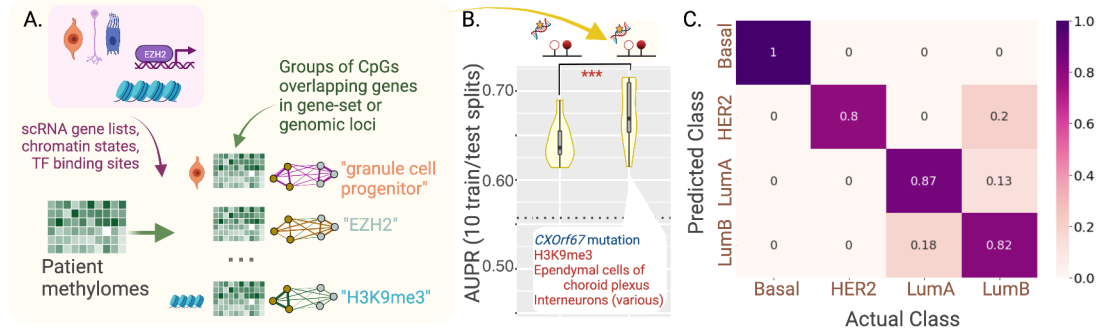 A.
EZH2
Groups of CpGs
overlapping genes
in gene-set or
genomic loci
scRNA gene lists,
chromatin states,
TF binding sites
"granule cell
progenitor"
"EZH2"
...
"H3K9me3"
Patient
methylomes
B.
AUPR (10 train/test splits)
0.70
0.60
0.50
***
CXOrf67 mutation
H3K9me3
Ependymal cells of
choroid plexus
Interneurons (various)
C.
Predicted Class
Basal
HER2
LumA
LumB
1 0 0 0
0 0.8 0 0.2
0 0 0.87 0.13
0 0 0.18 0.82
Basal HER2 LumA LumB
Actual Class
1.0
0.8
0.6
0.4
0.2
0.0